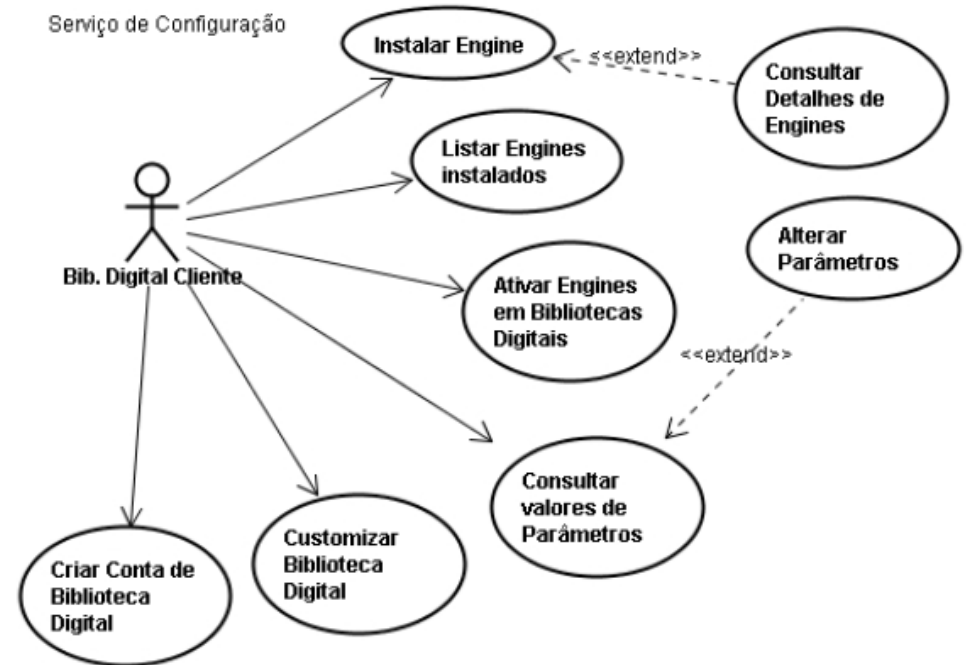 Serviço de Configuração
Instalar Engine
<<extend>>
Consultar
Detalhes de
Engines
Listar Engines
instalados
Alterar
Parâmetros
Bib. Digital Cliente
Ativar Engines
em Bibliotecas
Digitais
<<extend>>
Consultar
valores de
Parâmetros
Customizar
Biblioteca
Digital
Criar Conta de
Biblioteca
Digital